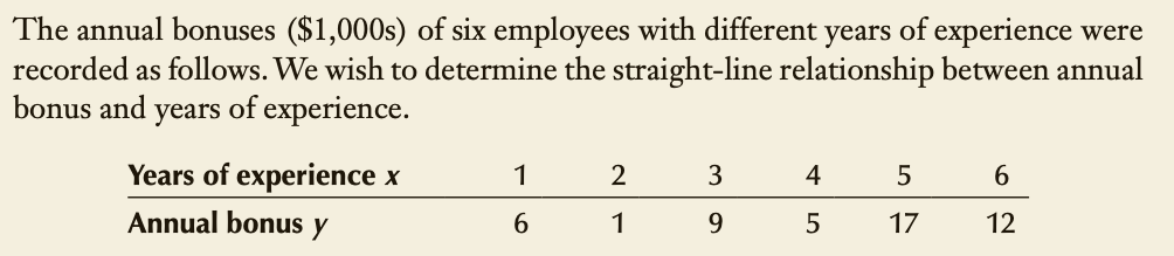 The annual bonuses ($1,000s) of six employees with different years of experience were
recorded as follows. We wish to determine the straight-line relationship between annual
bonus and years of experience.
Years of experience x 1 2 3 4 5 6
Annual bonus y 6 1 9 5 17 12